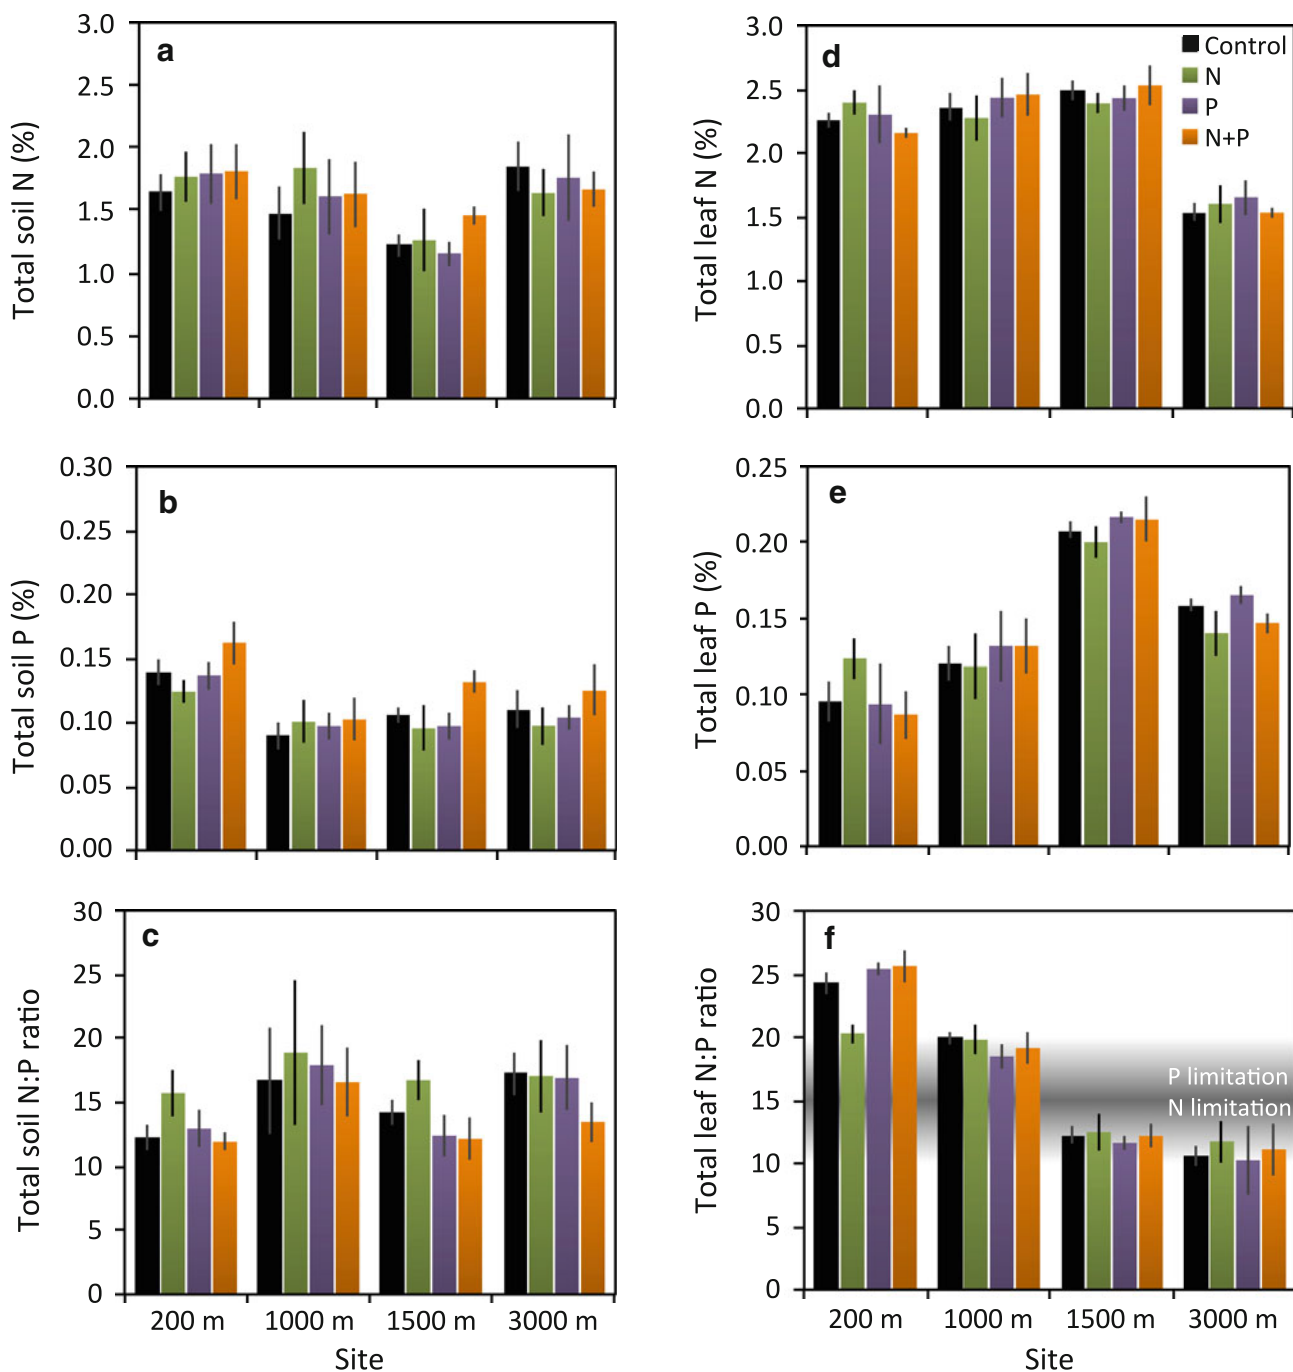 a
Total soil N (%)
3.0
2.5
2.0
1.5
1.0
0.5
0.0
b
Total soil P (%)
0.30
0.25
0.20
0.15
0.10
0.05
0.00
c
Total soil N:P ratio
30
25
20
15
10
5
0
200 m 1000 m 1500 m 3000 m
Site
d
Total leaf N (%)
3.0
2.5
2.0
1.5
1.0
0.5
0.0
Control
N
P
N+P
e
Total leaf P (%)
0.25
0.20
0.15
0.10
0.05
0.00
f
Total leaf N:P ratio
30
25
20
15
10
5
0
P limitation
N limitation
200 m 1000 m 1500 m 3000 m
Site